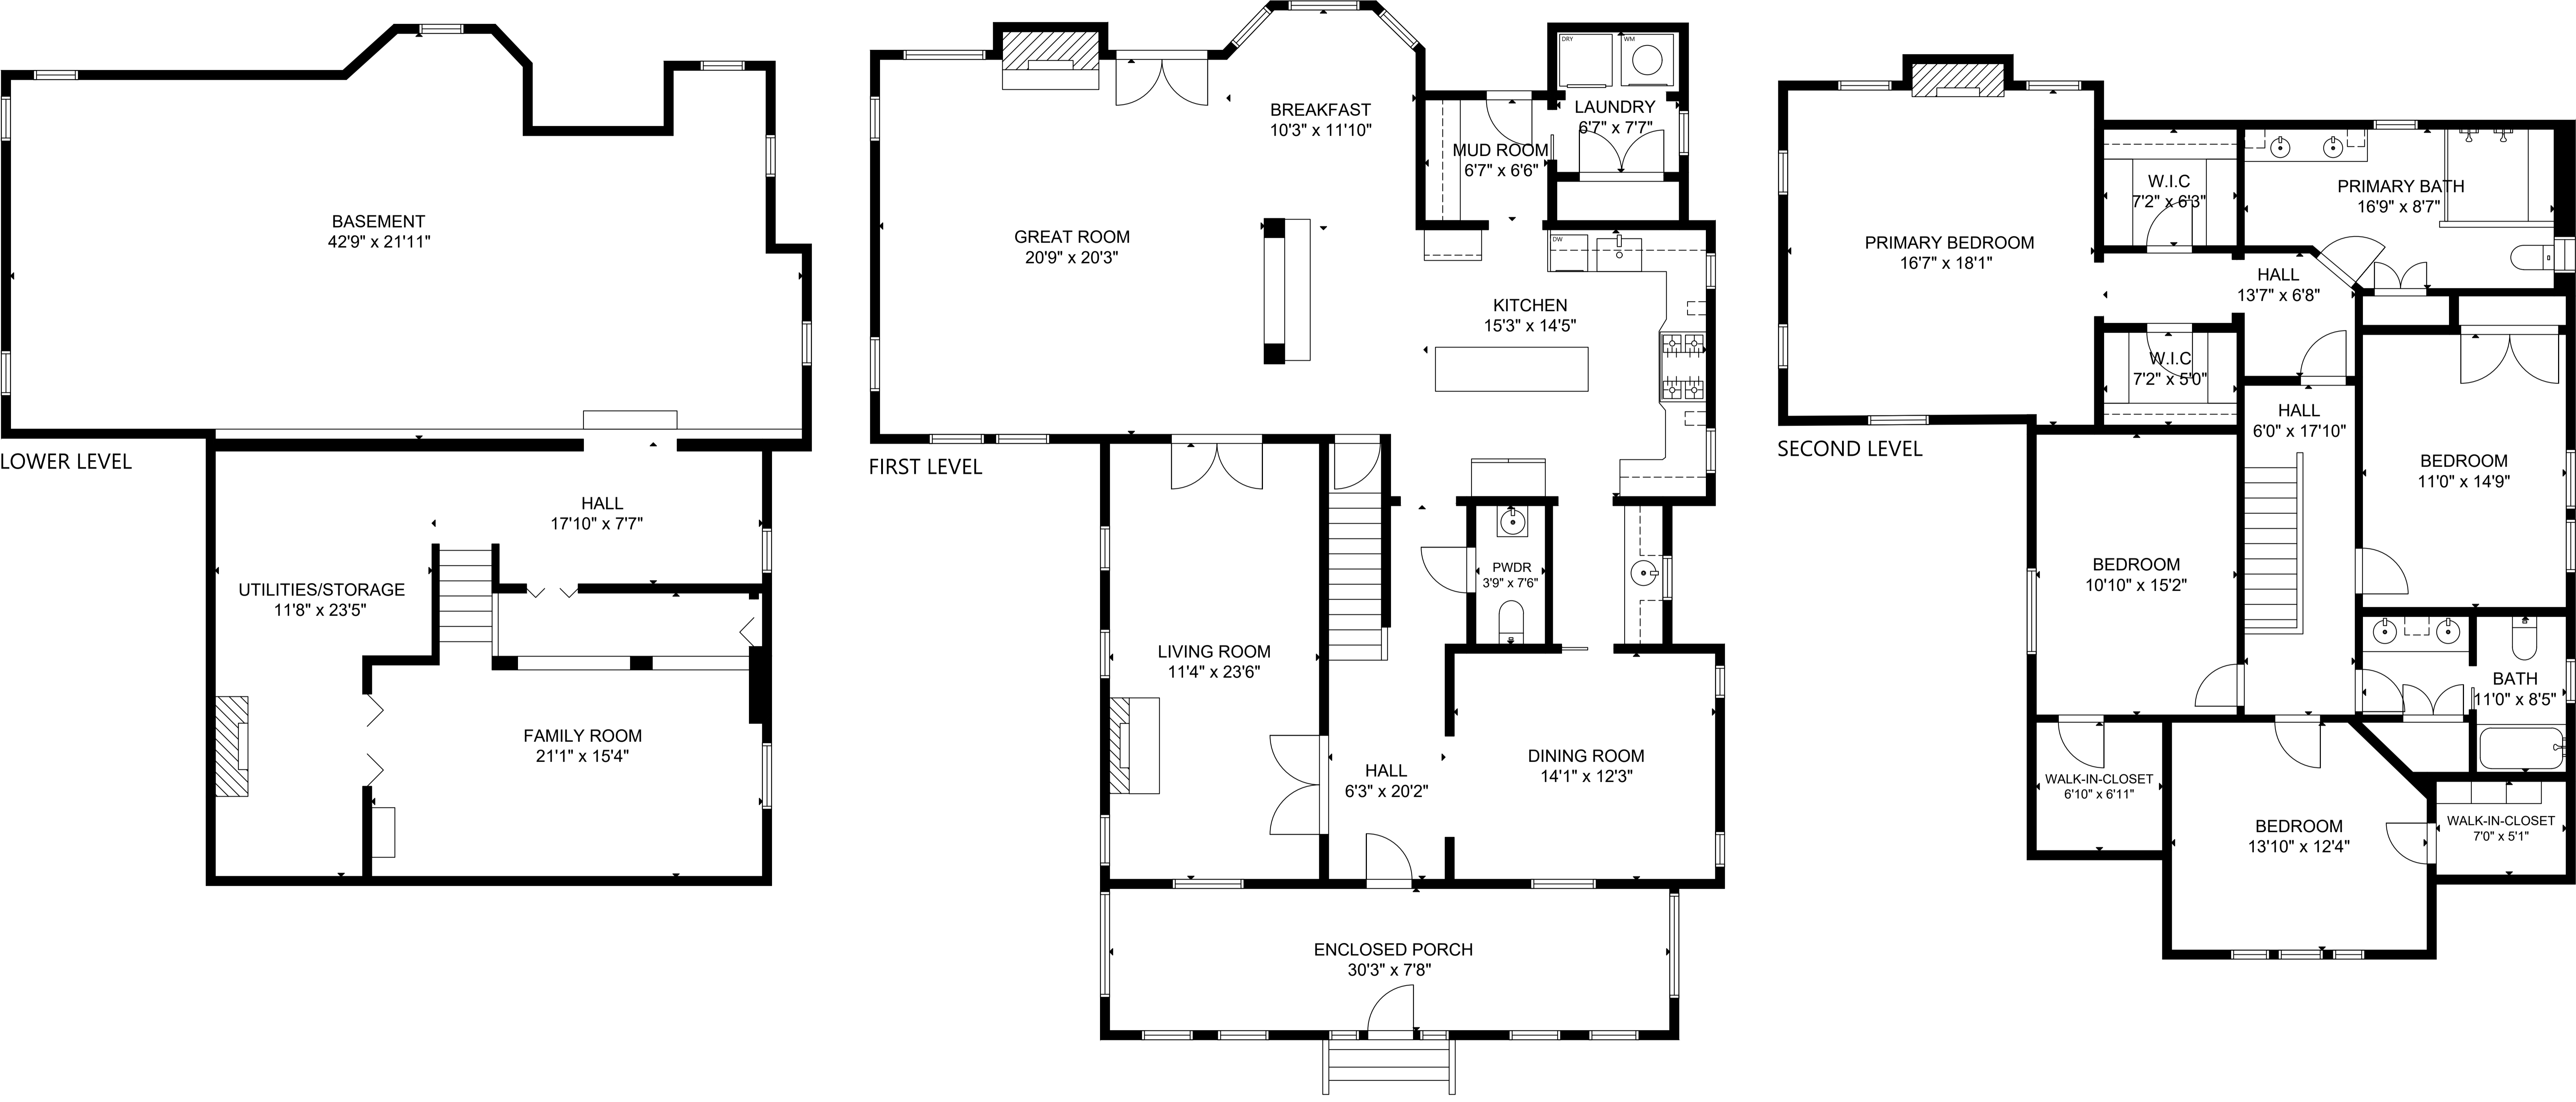 BASEMENT
42'9" x 21'11"
LOWER LEVEL
HALL
17'10" x 7'7"
UTILITIES/STORAGE
11'8" x 23'5"
FAMILY ROOM
21'1" x 15'4"
DRY
WM
BREAKFAST
10'3" x 11'10"
LAUNDRY
6'7" x 7'7"
MUD ROOM
6'7" x 6'6"
GREAT ROOM
20'9" x 20'3"
DW
KITCHEN
15'3" x 14'5"
FIRST LEVEL
PWDR
3'9" x 7'6"
LIVING ROOM
11'4" x 23'6"
HALL
6'3" x 20'2"
DINING ROOM
14'1" x 12'3"
ENCLOSED PORCH
30'3" x 7'8"
W.I.C
7'2" x 6'3"
PRIMARY BATH
16'9" x 8'7"
PRIMARY BEDROOM
16'7" x 18'1"
HALL
13'7" x 6'8"
W.I.C
7'2" x 5'0"
HALL
6'0" x 17'10"
SECOND LEVEL
BEDROOM
11'0" x 14'9"
BEDROOM
10'10" x 15'2"
BATH
11'0" x 8'5"
WALK-IN-CLOSET
6'10" x 6'11"
BEDROOM
13'10" x 12'4"
WALK-IN-CLOSET
7'0" x 5'1"